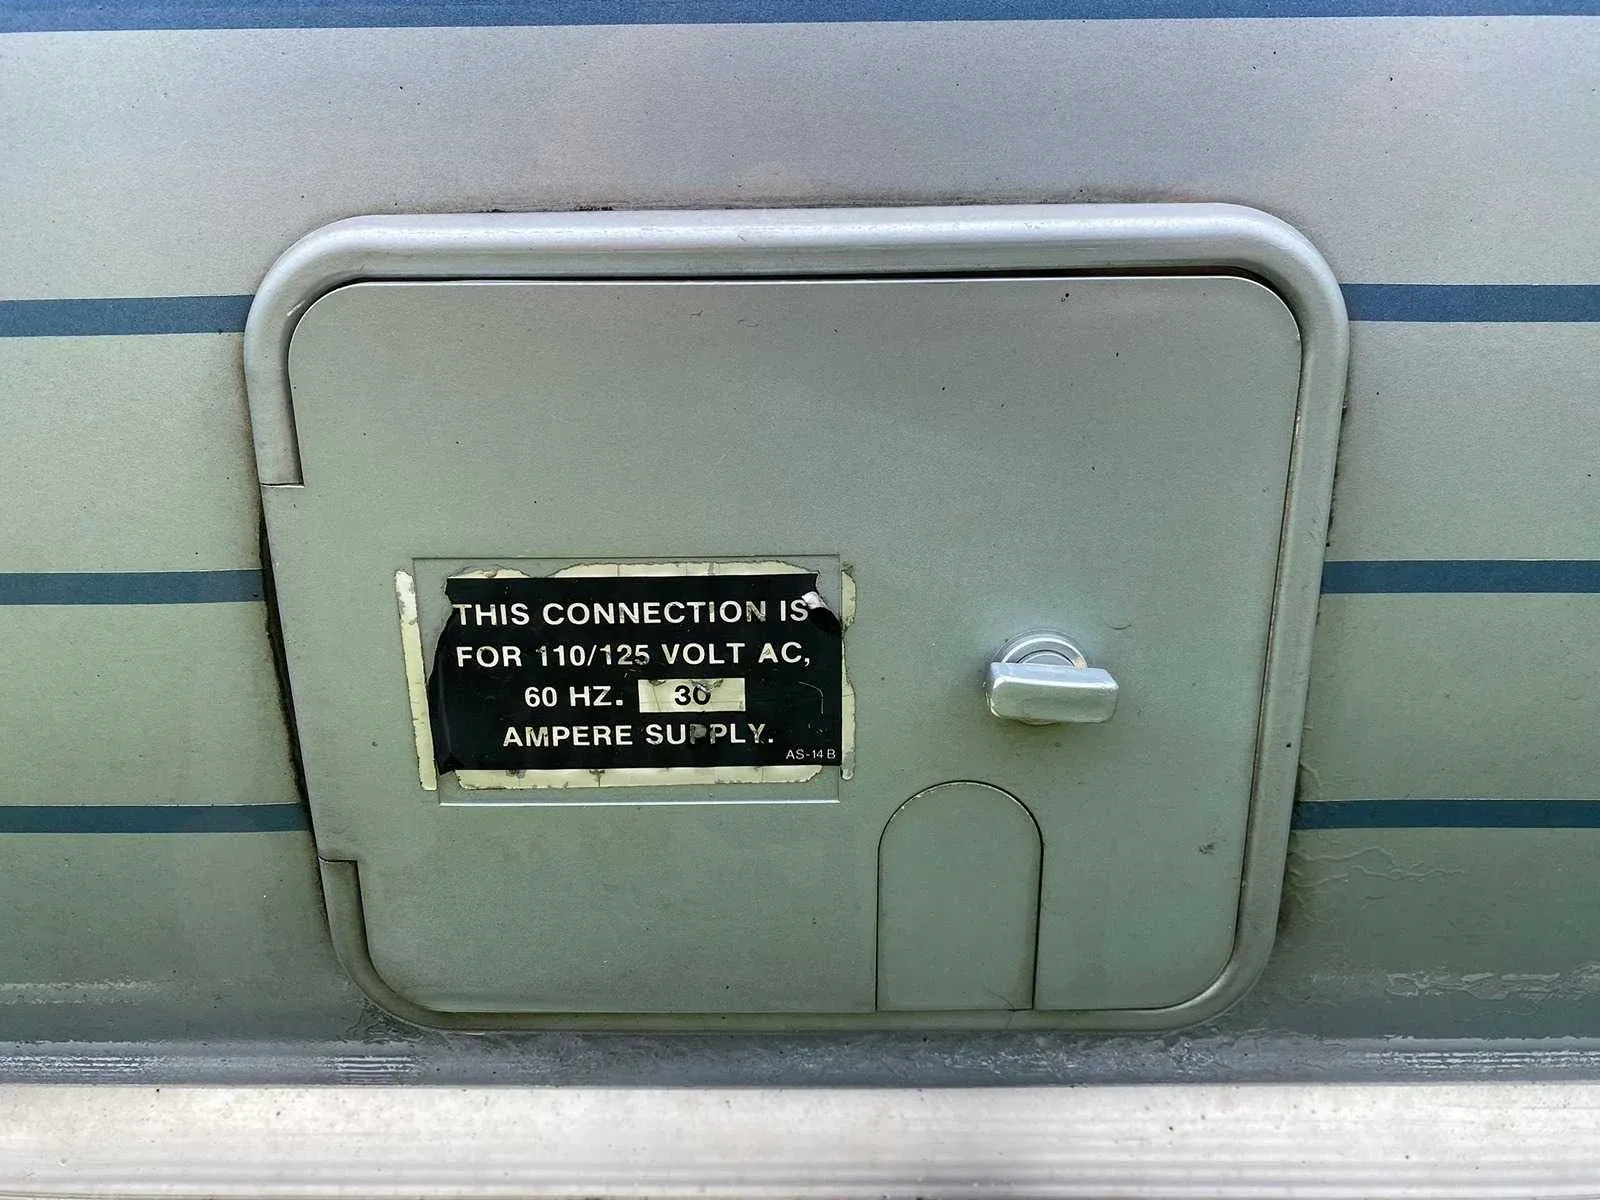 THIS CONNECTION IS
FOR 110/125 VOLT AC,
60 HZ. 30
AMPERE SUPPLY.
AS-14 B